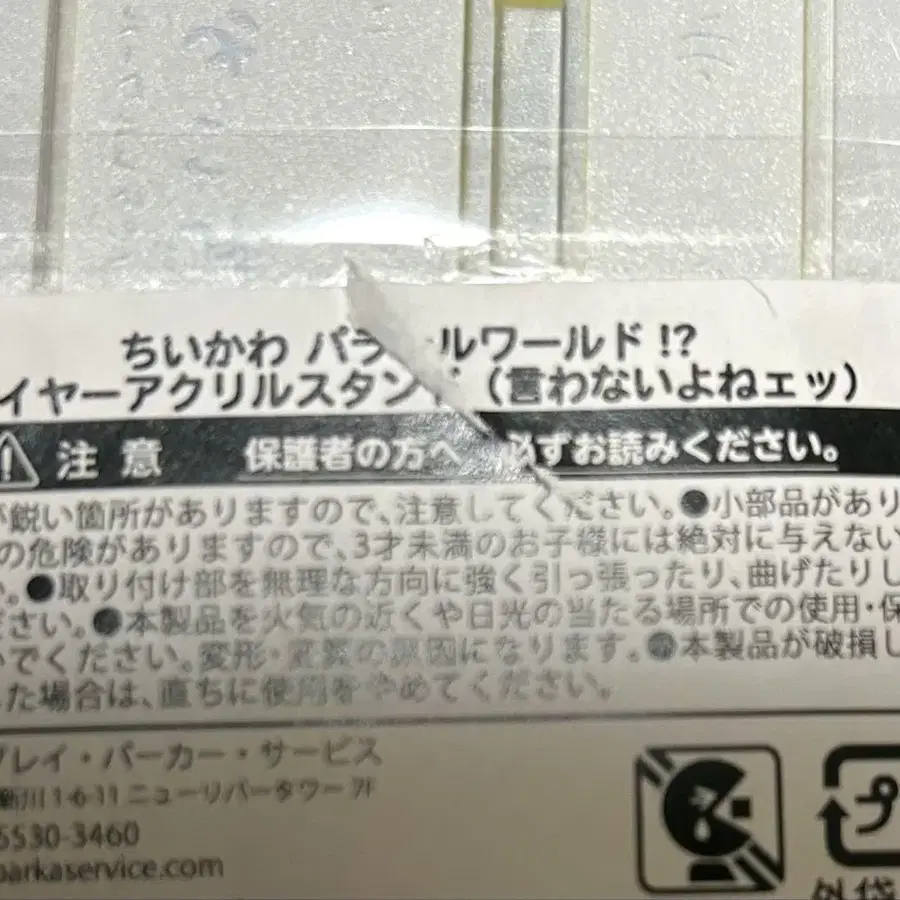 ちいかわ パラ ルワールド !?
イヤーアクリルスタンド（言わないよねェッ）
注意 保護者の方へ 必ずお読みください。
が鋭い箇所がありますので、注意してください。●小部品があり
の危険がありますので、3才未満のお子様には絶対に与えない
い。●取り付け部を無理な方向に強く引っ張ったり、曲げたりし
ださい。●本製品を火気の近くや日光の当たる場所での使用・保
いでください。変形・変質の原因になります。●本製品が破損し
した場合は、直ちに使用をやめてください。
グレイ・パーカー・サービス
新川1-6-11 ニューリバータワー 7F
5530-3460
parkaservice.com
プ
外袋